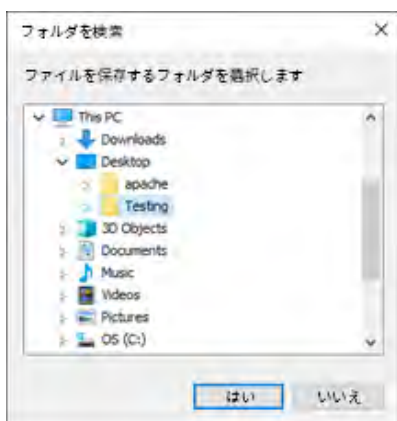 フォルダを検索
ファイルを保存するフォルダを選択します
This PC
Downloads
Desktop
apache
Testing
3D Objects
Documents
Music
Videos
Pictures
OS (C:)
はい
いいえ